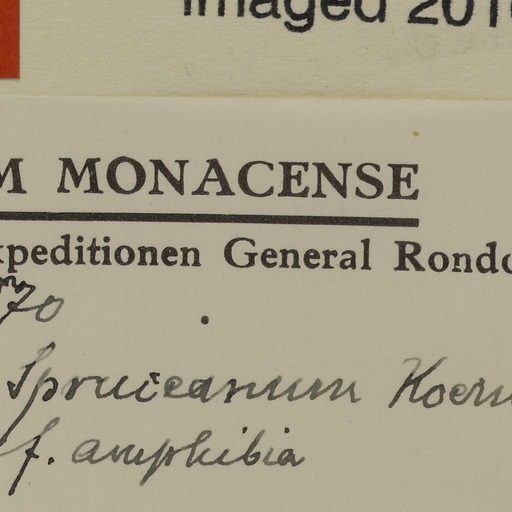 Imaged 201
M MONACENSE
xpeditionen General Rondo
70
Spruceanum Koern
f. amphibia